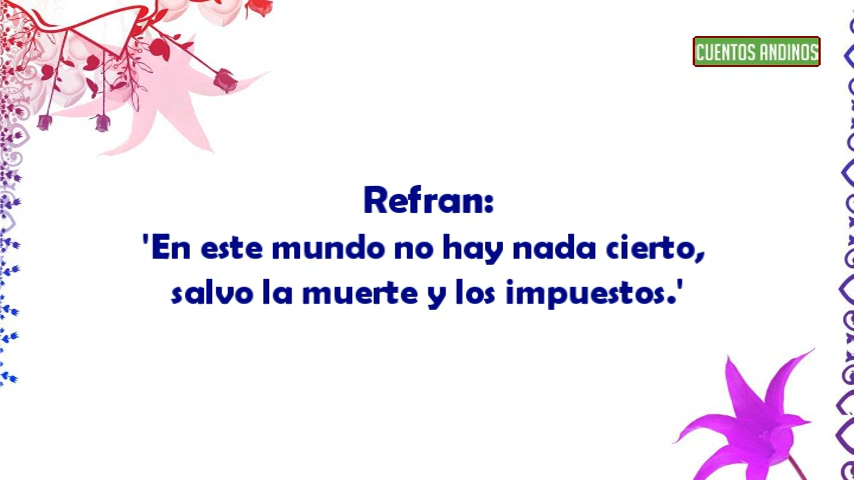 CUENTOS ANDINOS
Refran:
'En este mundo no hay nada cierto,
salvo la muerte y los impuestos.'